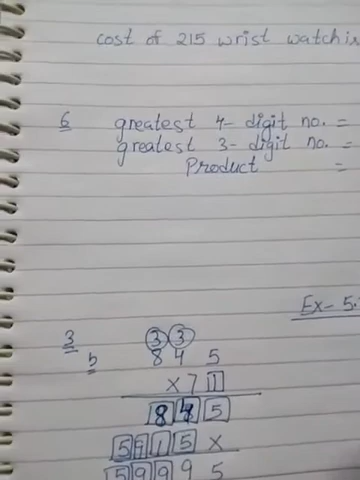 cost of 215 wrist watch
6 greatest 4-digit no. =
greatest 3-digit no. =
Product =
Ex-5.
3 b 3 3
8 4 5
x 7 1
8 4 5
5 9 1 5 x
5 9 9 9 5